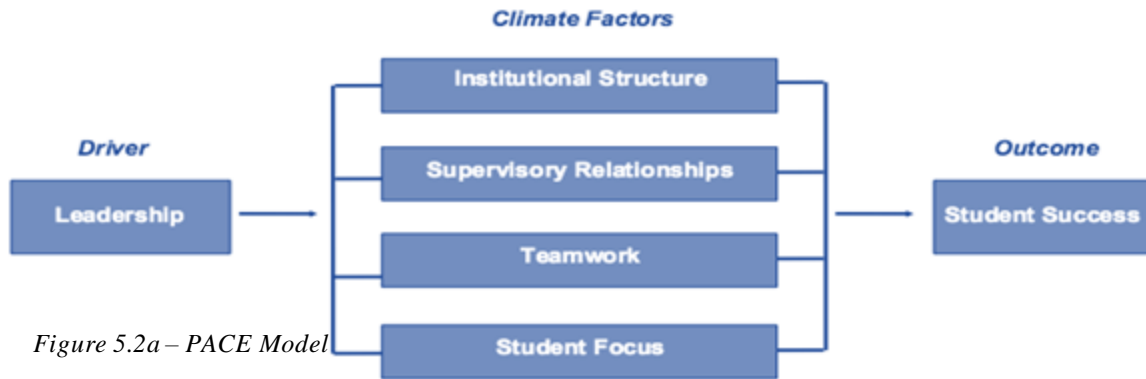 Climate Factors
Institutional Structure
Driver
Supervisory Relationships
Outcome
Leadership
Student Success
Teamwork
Figure 5.2a – PACE Model
Student Focus